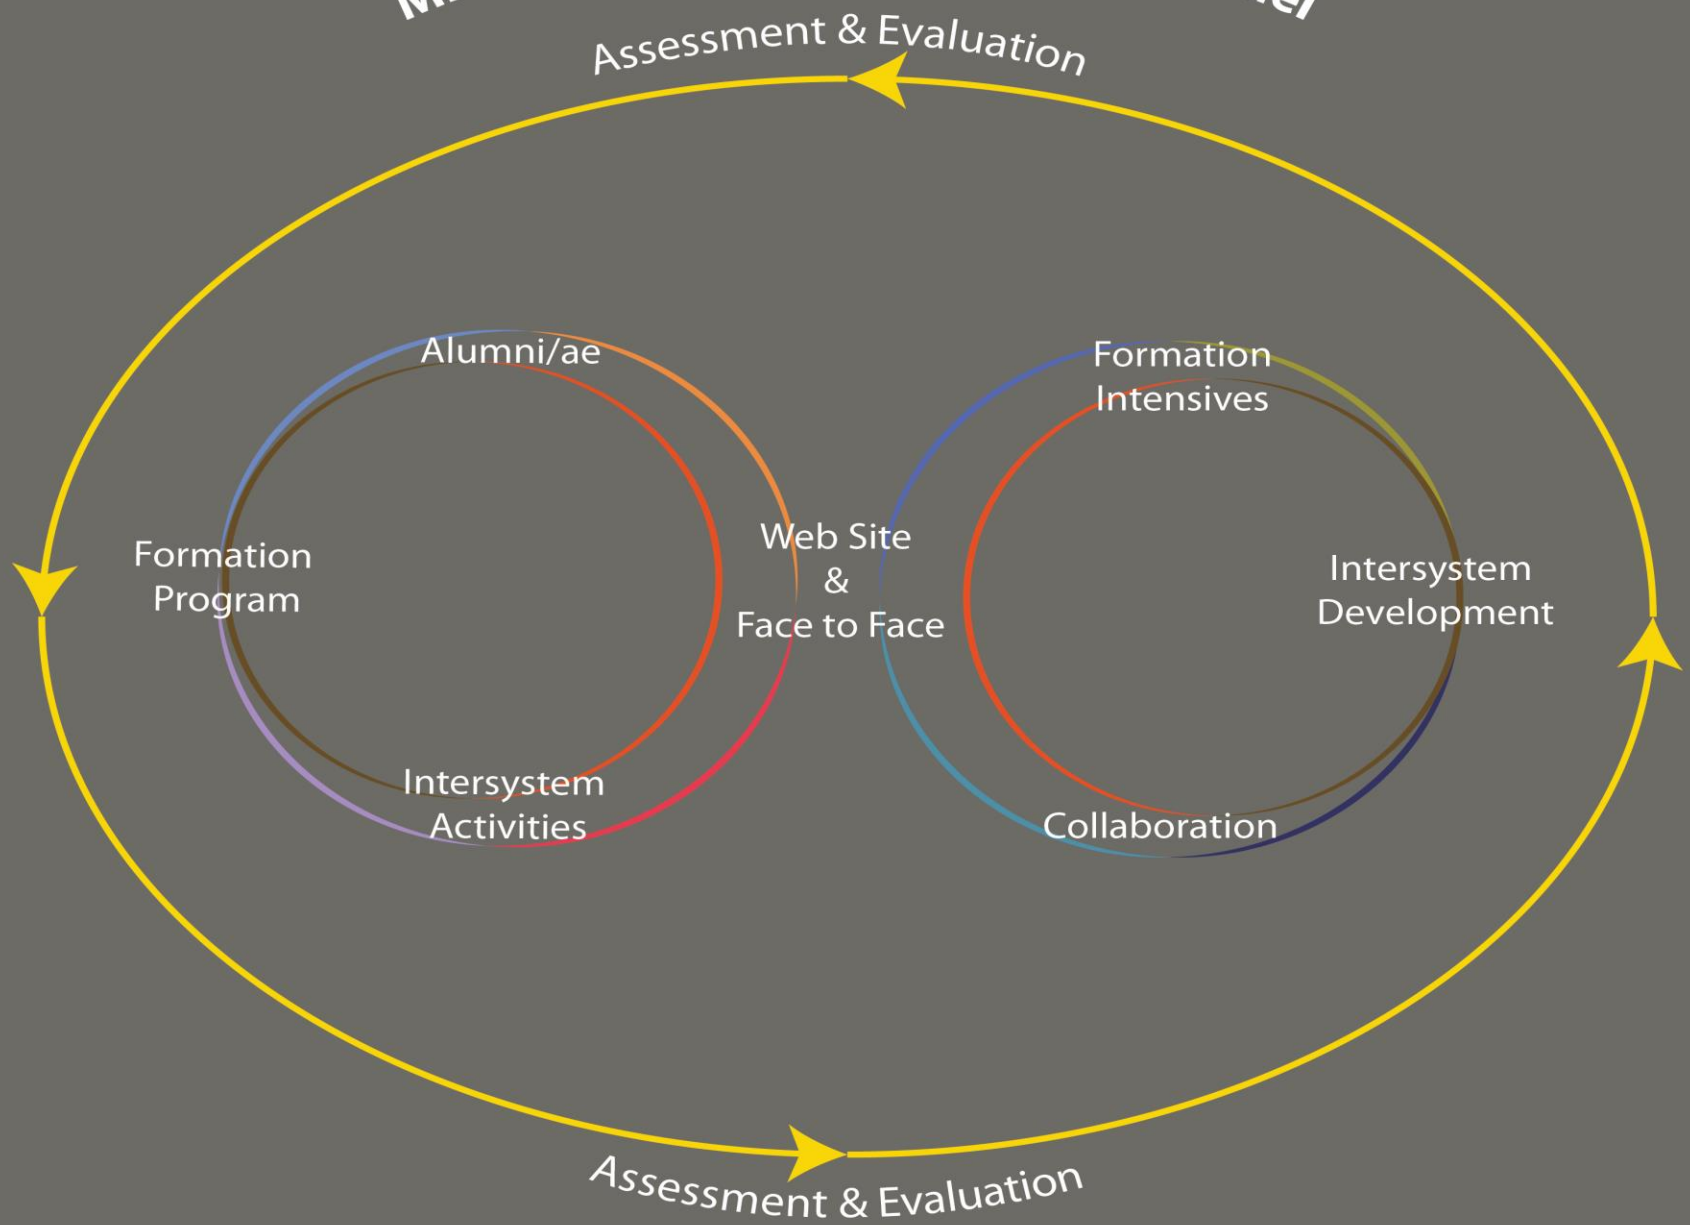 Assessment & Evaluation
Alumni/ae
Formation
Intensives
Web Site
&
Face to Face
Formation
Program
Intersystem
Development
Intersystem
Activities
Collaboration
Assessment & Evaluation